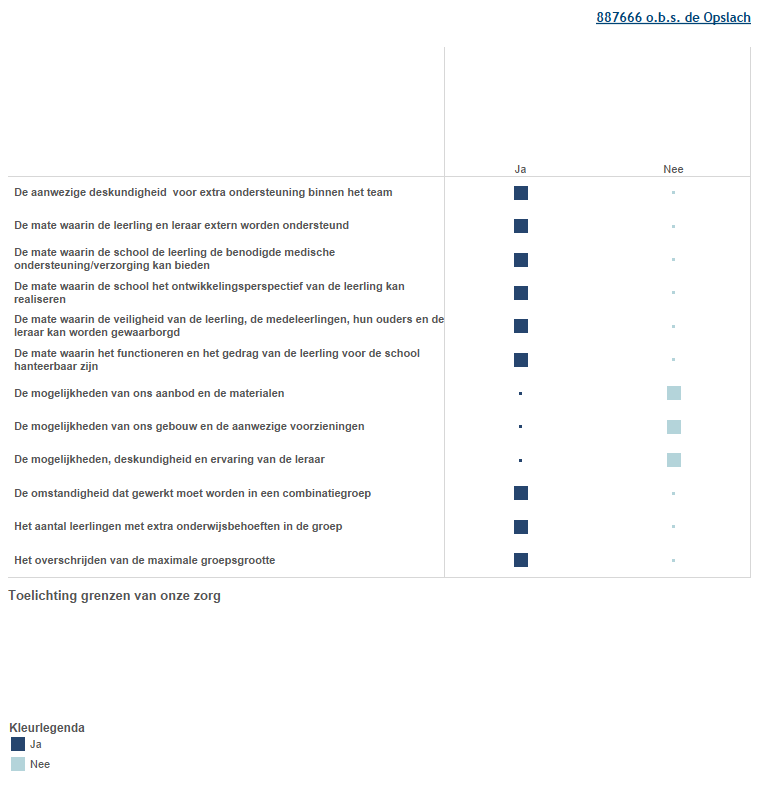 887666 o.b.s. de Opslach
Ja Nee
De aanwezige deskundigheid  voor extra ondersteuning binnen het team
De mate waarin de leerling en leraar extern worden ondersteund
De mate waarin de school de leerling de benodigde medische
ondersteuning/verzorging kan bieden
De mate waarin de school het ontwikkelingsperspectief van de leerling kan
realiseren
De mate waarin de veiligheid van de leerling, de medeleerlingen, hun ouders en de
leraar kan worden gewaarborgd
De mate waarin het functioneren en het gedrag van de leerling voor de school
hanteerbaar zijn
De mogelijkheden van ons aanbod en de materialen
De mogelijkheden van ons gebouw en de aanwezige voorzieningen
De mogelijkheden, deskundigheid en ervaring van de leraar
De omstandigheid dat gewerkt moet worden in een combinatiegroep
Het aantal leerlingen met extra onderwijsbehoeften in de groep
Het overschrijden van de maximale groepsgrootte
Toelichting grenzen van onze zorg
Kleurlegenda
Ja
Nee